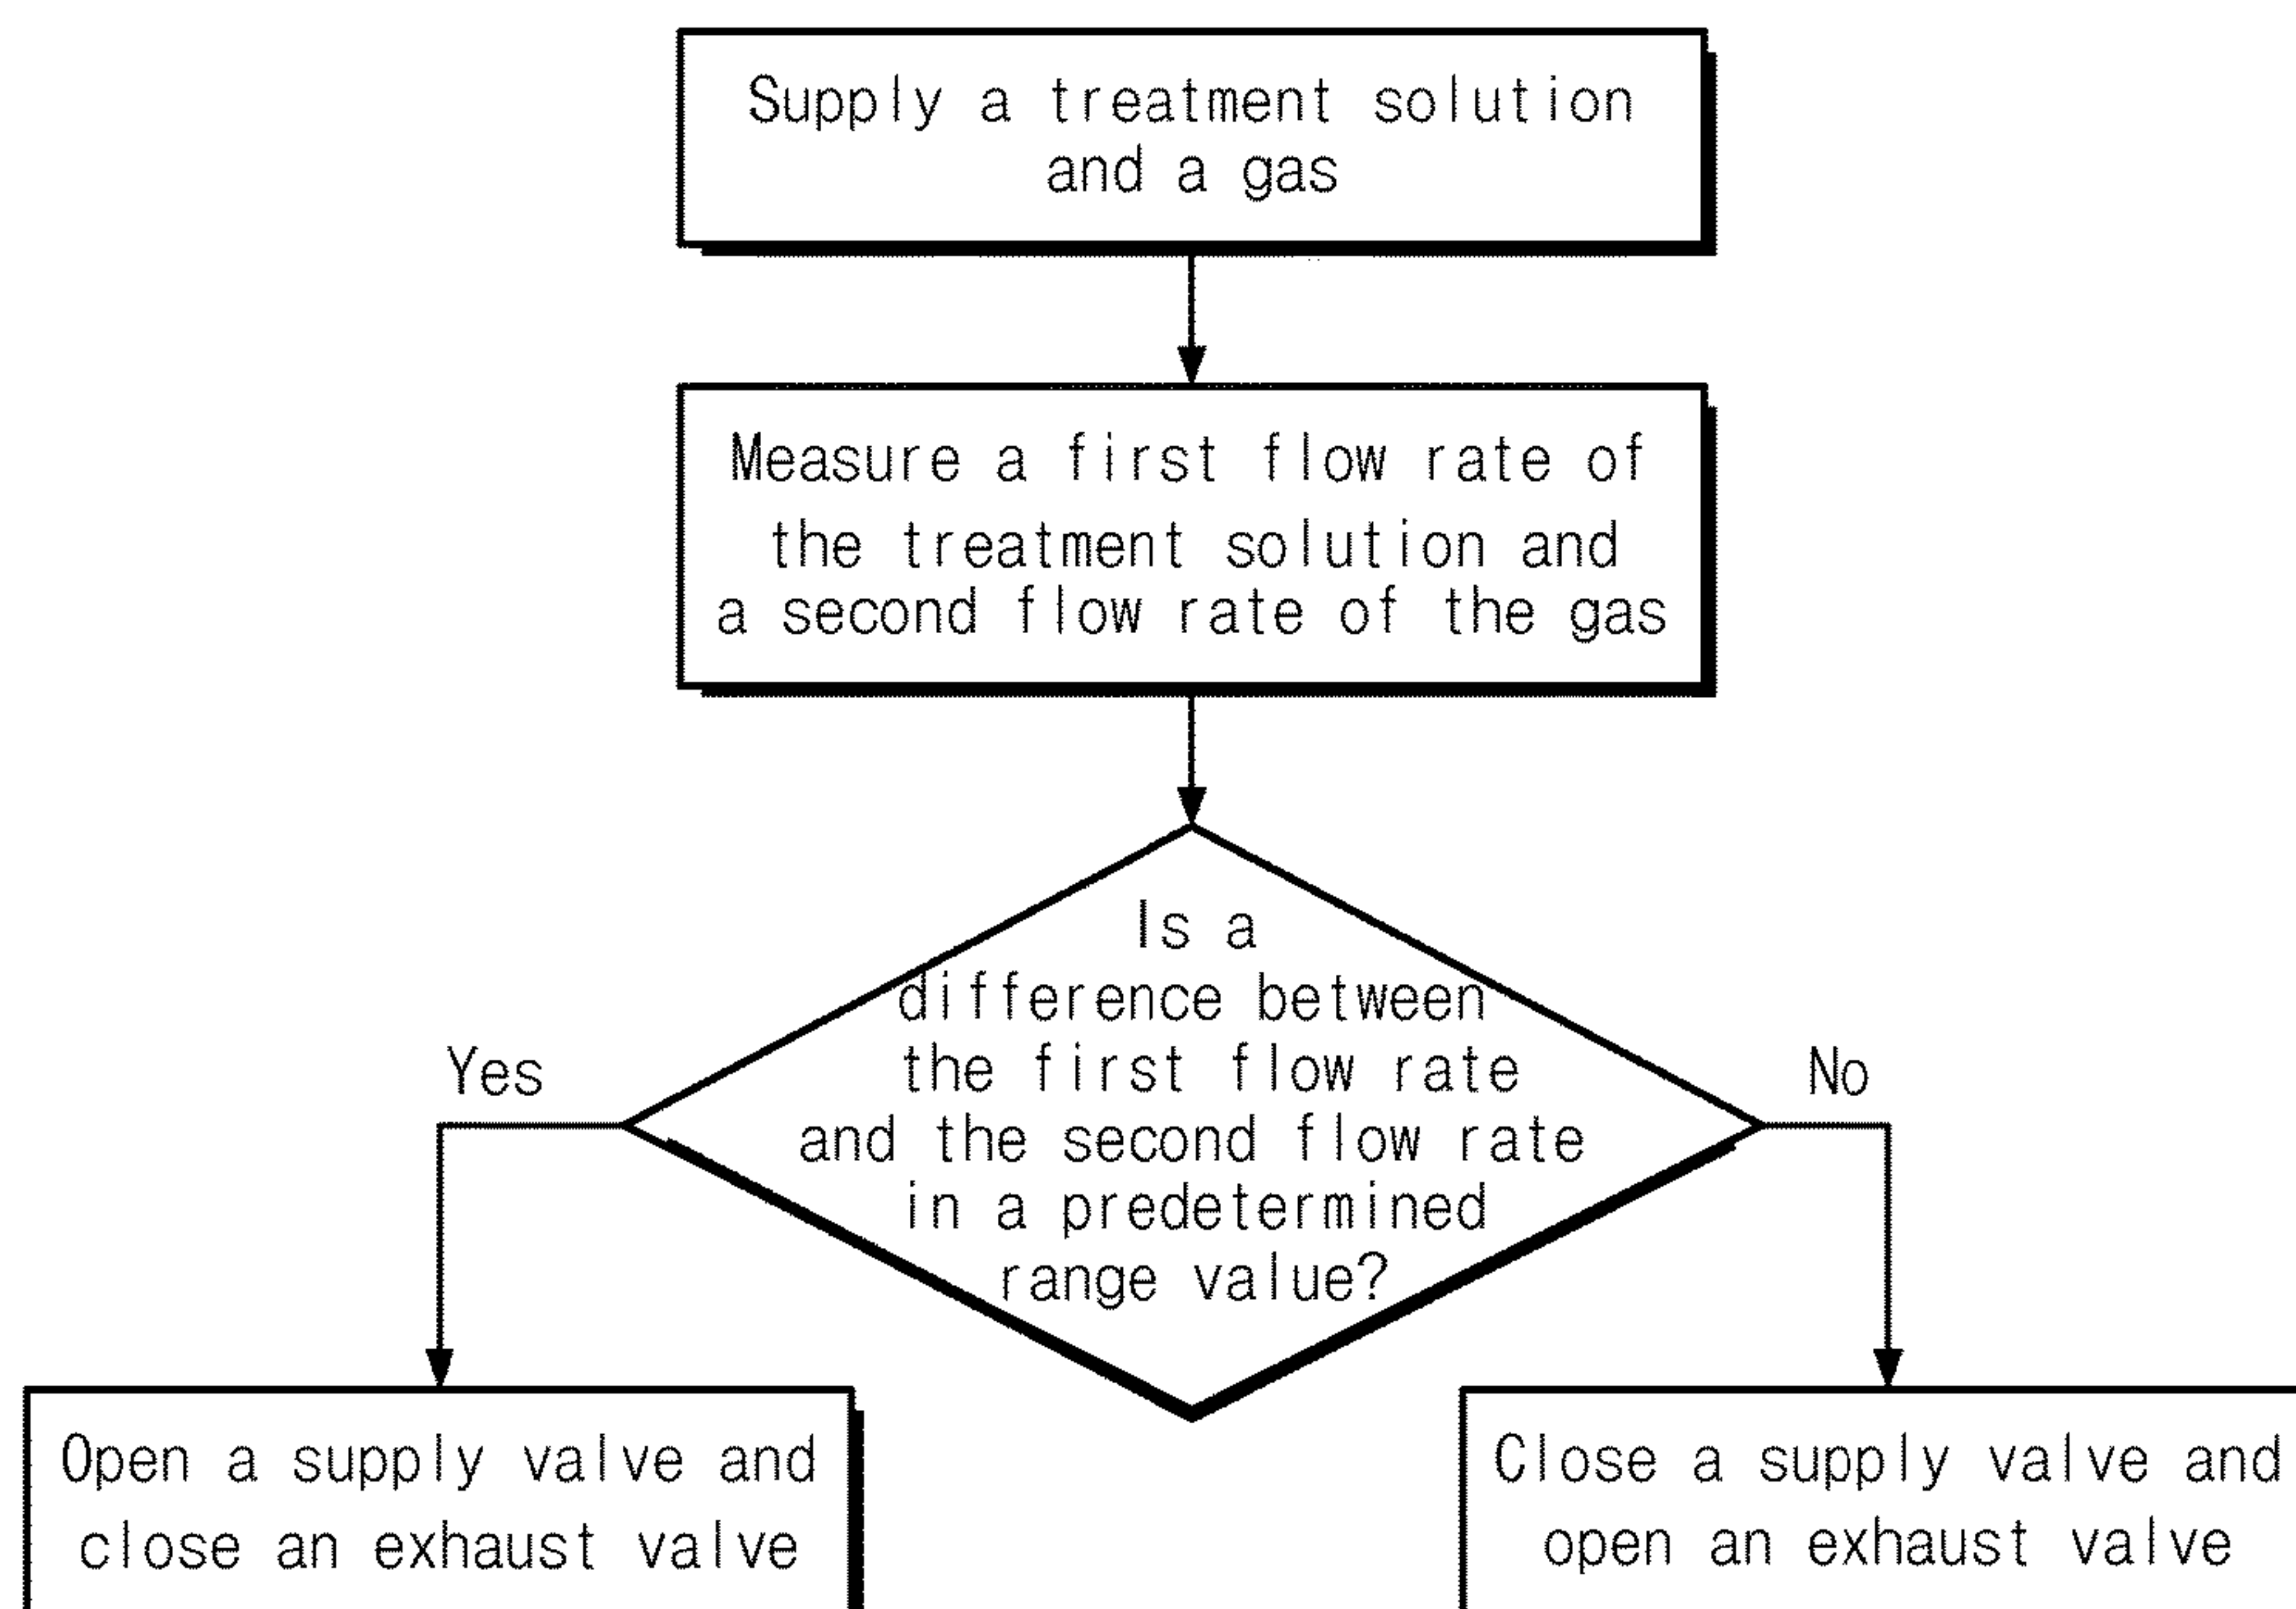 Supply a treatment solution
and a gas
Measure a first flow rate of
the treatment solution and
a second flow rate of the gas
Is a
difference between
the first flow rate
and the second flow rate
in a predetermined
range value?
Yes
No
Open a supply valve and
close an exhaust valve
Close a supply valve and
open an exhaust valve